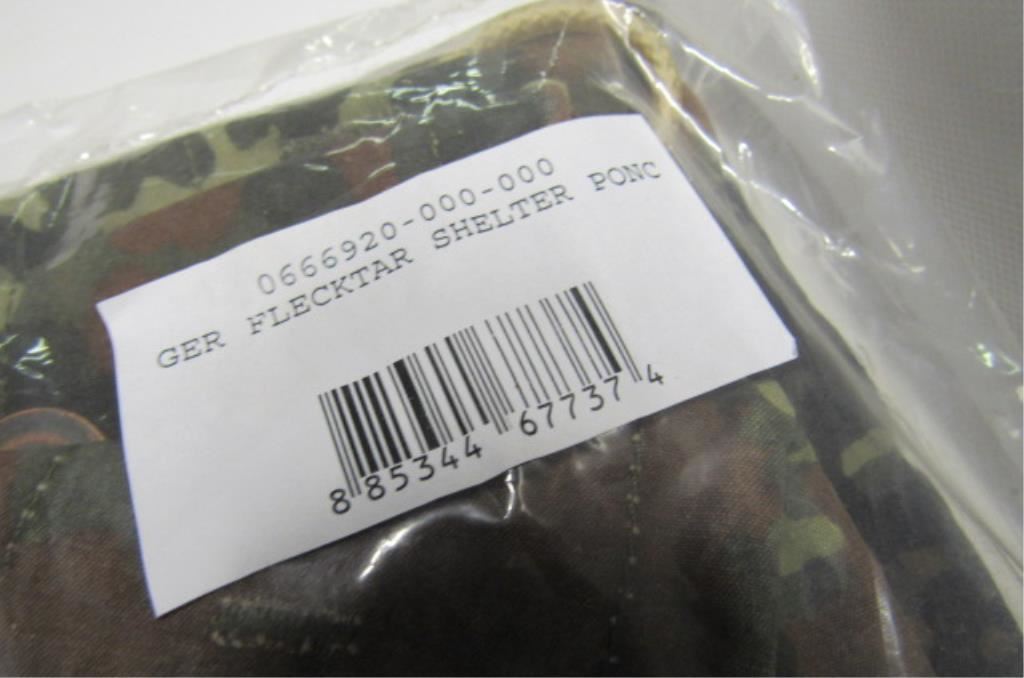 0666920-000-000
GER FLECKTAR SHELTER PONC
8 85344 67737 4